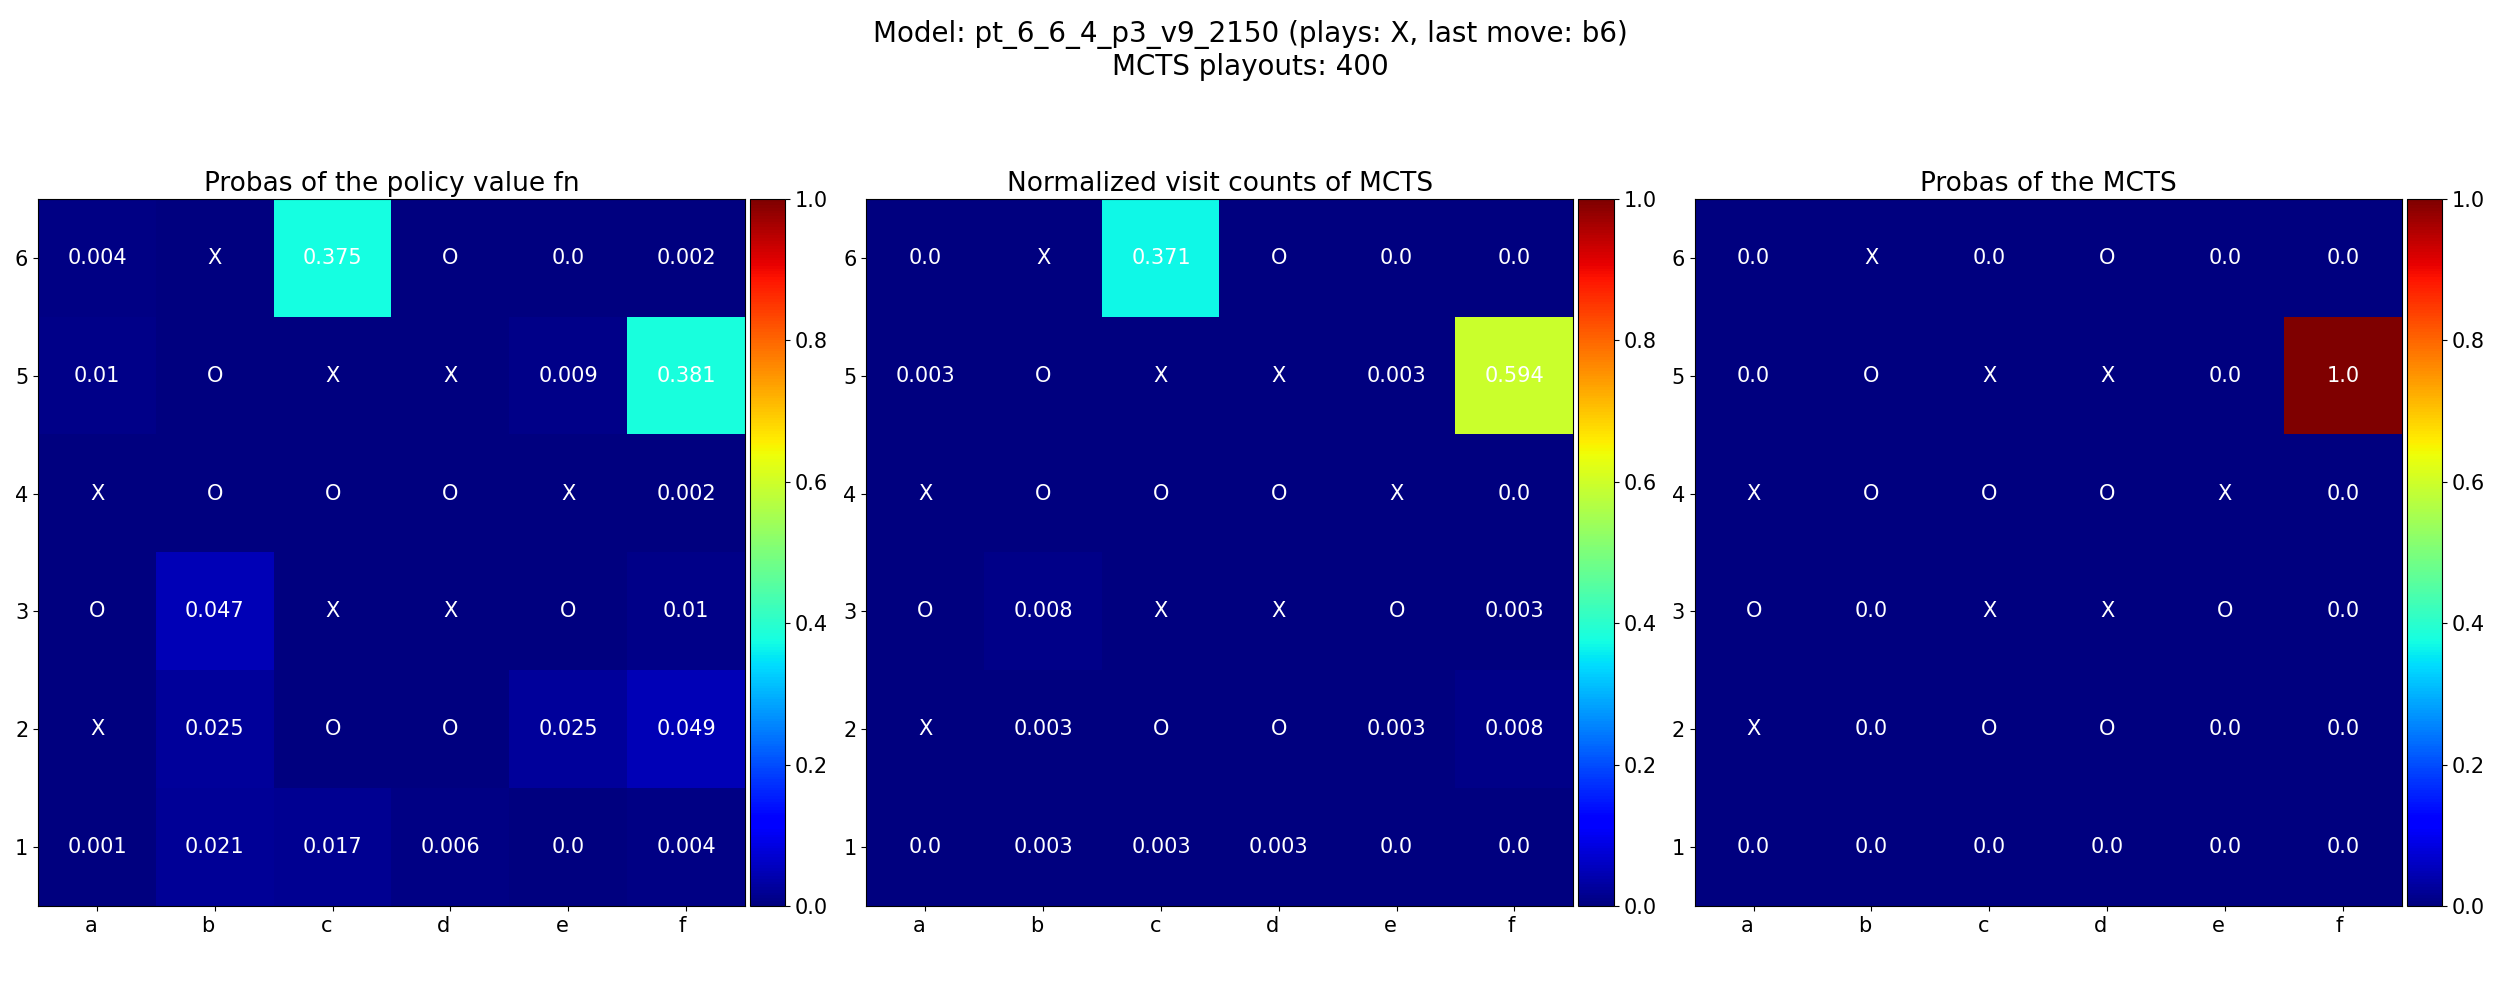 Model: pt_6_6_4_p3_v9_2150 (plays: X, last move: b6)
MCTS playouts: 400
Probas of the policy value fn
6 0.004 X 0.375 O 0.0 0.002
5 0.01 O X X 0.009 0.381
4 X O O O X 0.002
3 O 0.047 X X O 0.01
2 X 0.025 O O 0.025 0.049
1 0.001 0.021 0.017 0.006 0.0 0.004
a b c d e f
1.0
0.8
0.6
0.4
0.2
0.0
Normalized visit counts of MCTS
6 0.0 X 0.371 O 0.0 0.0
5 0.003 O X X 0.003 0.594
4 X O O O X 0.0
3 O 0.008 X X O 0.003
2 X 0.003 O O 0.003 0.008
1 0.0 0.003 0.003 0.003 0.0 0.0
a b c d e f
1.0
0.8
0.6
0.4
0.2
0.0
Probas of the MCTS
6 0.0 X 0.0 O 0.0 0.0
5 0.0 O X X 0.0 1.0
4 X O O O X 0.0
3 O 0.0 X X O 0.0
2 X 0.0 O O 0.0 0.0
1 0.0 0.0 0.0 0.0 0.0 0.0
a b c d e f
1.0
0.8
0.6
0.4
0.2
0.0